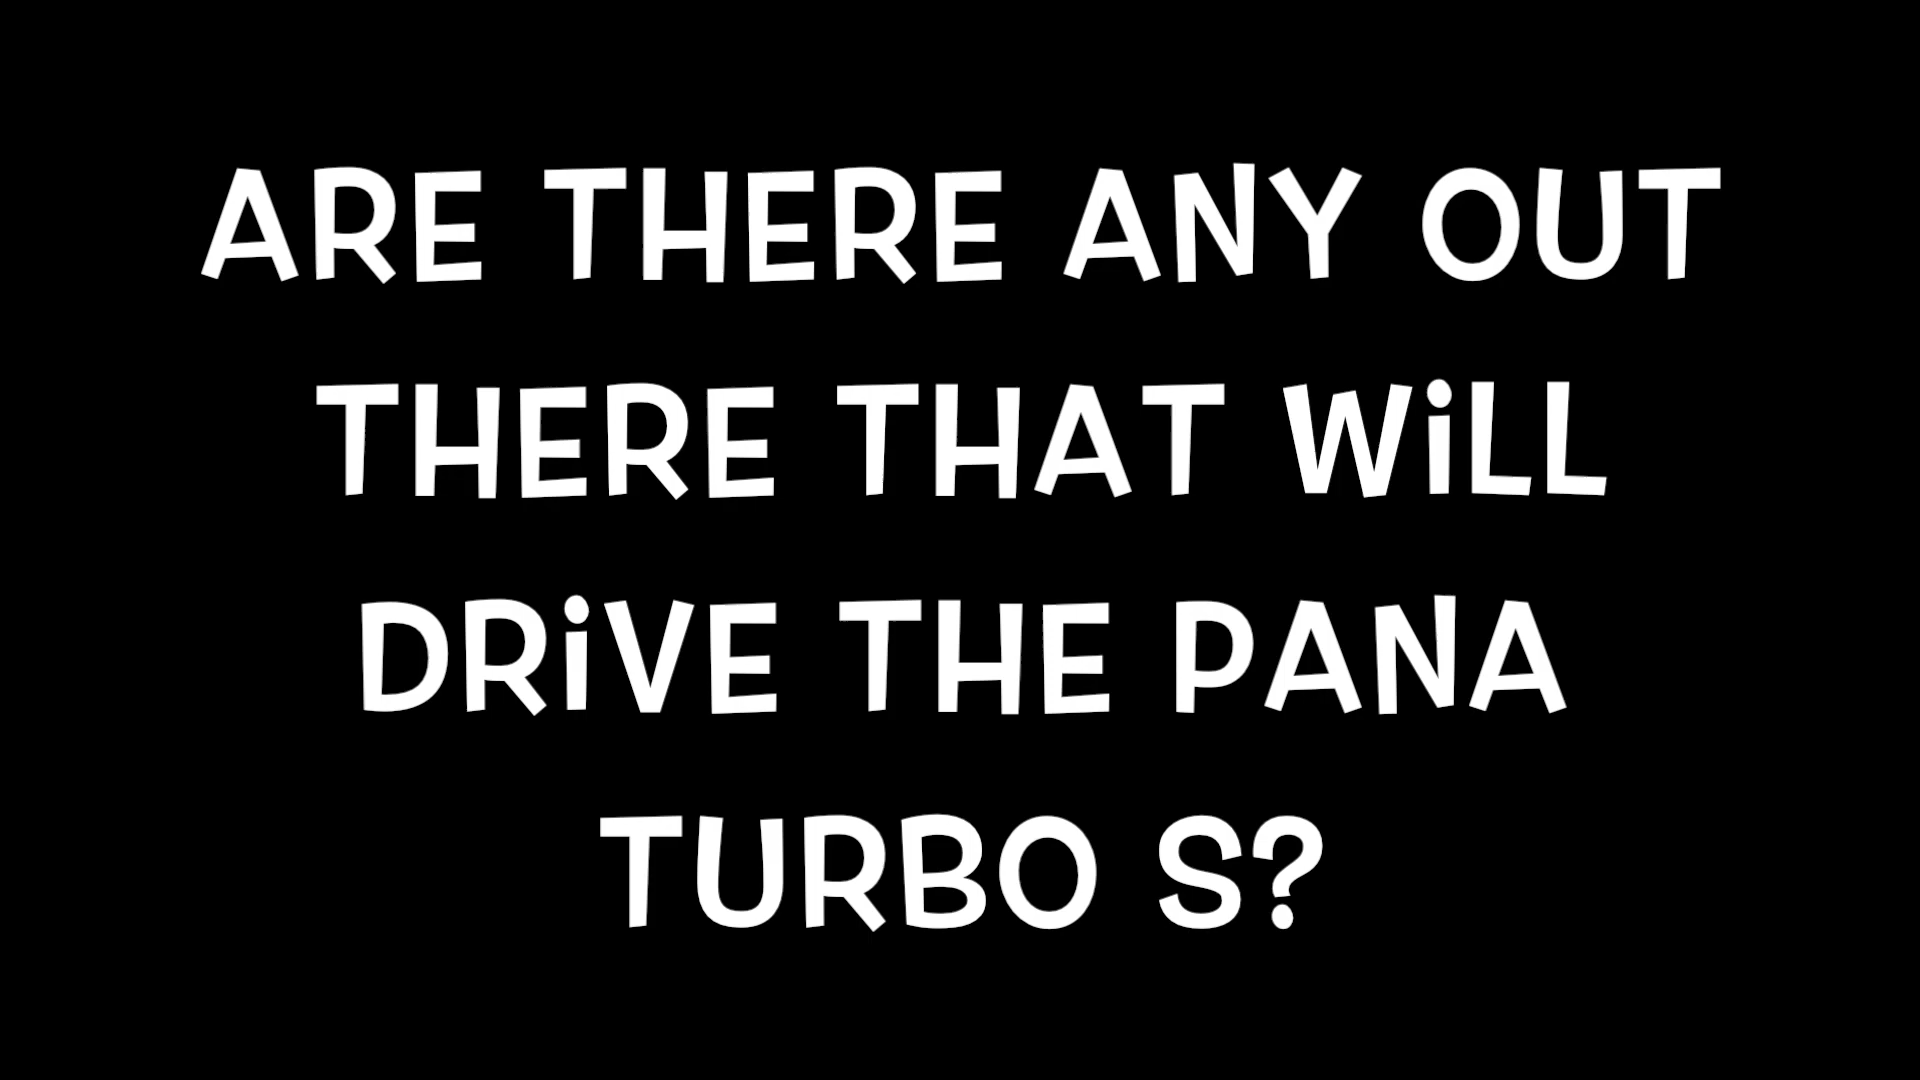 ARE THERE ANY OUT
THERE THAT WiLL
DRiVE THE PANA
TURBO S?